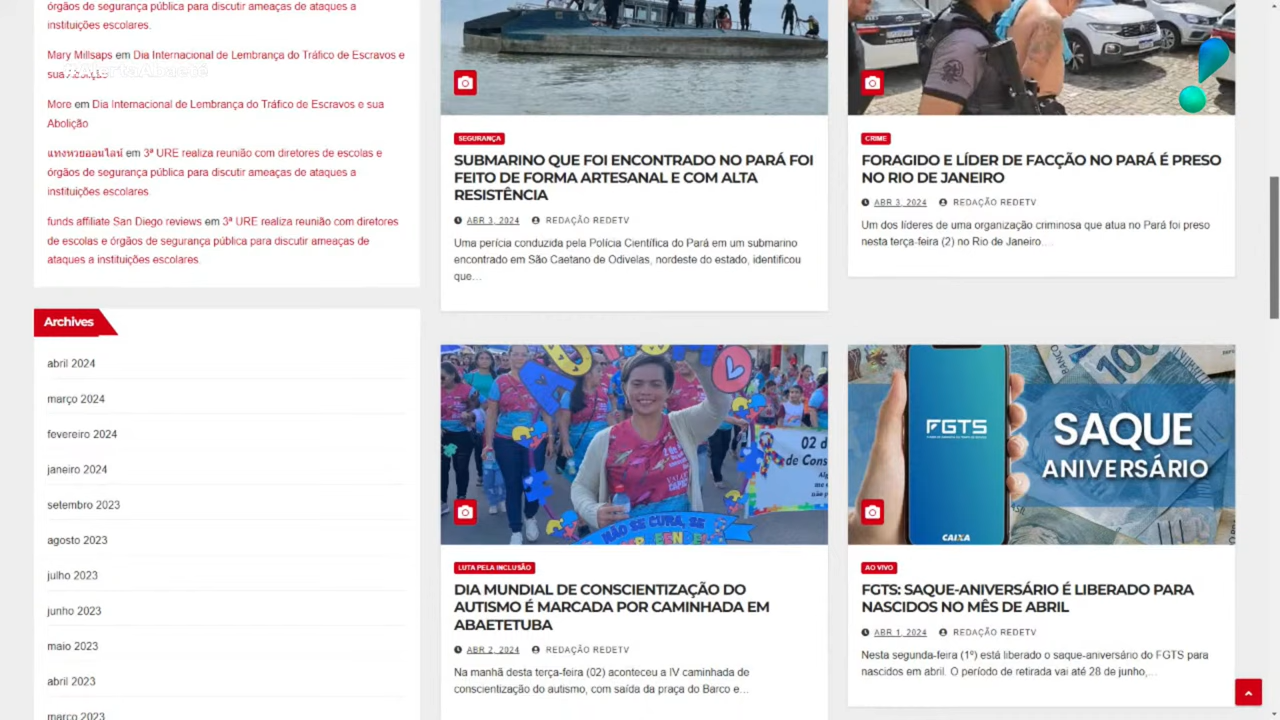 órgãos de segurança pública para discutir ameaças de ataques a
instituições escolares.
Mary Millsaps em Dia Internacional de Lembrança do Tráfico de Escravos e
sua Abolição
More em Dia Internacional de Lembrança do Tráfico de Escravos e sua
Abolição
แทงหวยออนไลน์ em 3ª URE realiza reunião com diretores de escolas e
órgãos de segurança pública para discutir ameaças de ataques a
instituições escolares.
funds affiliate San Diego reviews em 3ª URE realiza reunião com diretores
de escolas e órgãos de segurança pública para discutir ameaças de
ataques a instituições escolares.
Archives
abril 2024
março 2024
fevereiro 2024
janeiro 2024
setembro 2023
agosto 2023
julho 2023
junho 2023
maio 2023
abril 2023
março 2023
SEGURANÇA
SUBMARINO QUE FOI ENCONTRADO NO PARÁ FOI
FEITO DE FORMA ARTESANAL E COM ALTA
RESISTÊNCIA
ABR 3, 2024 REDAÇÃO REDETV
Uma perícia conduzida pela Polícia Científica do Pará em um submarino
encontrado em São Caetano de Odivelas, nordeste do estado, identificou
que…
CRIME
FORAGIDO E LÍDER DE FACÇÃO NO PARÁ É PRESO
NO RIO DE JANEIRO
ABR 3, 2024 REDAÇÃO REDETV
Um dos líderes de uma organização criminosa que atua no Pará foi preso
nesta terça-feira (2) no Rio de Janeiro.…
02 d
de Cons
NÃO SE CURA, SE
LUTA PELA INCLUSÃO
DIA MUNDIAL DE CONSCIENTIZAÇÃO DO
AUTISMO É MARCADA POR CAMINHADA EM
ABAETETUBA
ABR 2, 2024 REDAÇÃO REDETV
Na manhã desta terça-feira (02) aconteceu a IV caminhada de
conscientização do autismo, com saída da praça do Barco e…
FGTS
SAQUE
ANIVERSÁRIO
CAIXA
100
AO VIVO
FGTS: SAQUE-ANIVERSÁRIO É LIBERADO PARA
NASCIDOS NO MÊS DE ABRIL
ABR 1, 2024 REDAÇÃO REDETV
Nesta segunda-feira (1º) está liberado o saque-aniversário do FGTS para
nascidos em abril. O período de retirada vai até 28 de junho,…